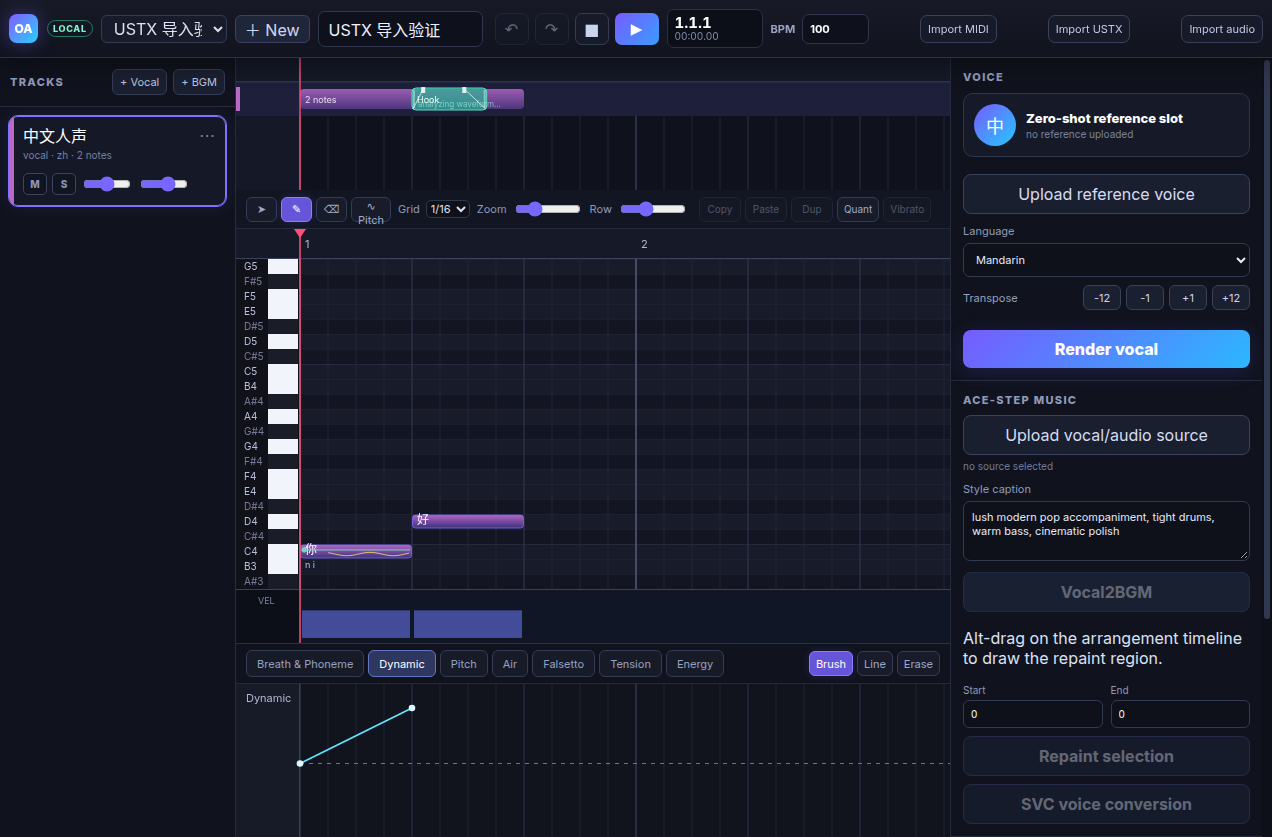 OA
LOCAL
USTX 导入验
+ New
USTX 导入验证
1.1.1
00:00.00
BPM
100
Import MIDI
Import USTX
Import audio
TRACKS
+ Vocal
+ BGM
中文人声
vocal · zh · 2 notes
M
S
2 notes
Hook
analyzing waveform...
Pitch
Grid
1/16
Zoom
Row
Copy
Paste
Dup
Quant
Vibrato
1
2
G5
F#5
F5
E5
D#5
D5
C#5
C5
B4
A#4
A4
G#4
G4
F#4
F4
E4
D#4
D4
好
C#4
C4
你
B3
n i
A#3
VEL
Breath & Phoneme
Dynamic
Pitch
Air
Falsetto
Tension
Energy
Brush
Line
Erase
Dynamic
VOICE
中
Zero-shot reference slot
no reference uploaded
Upload reference voice
Language
Mandarin
Transpose
-12
-1
+1
+12
Render vocal
ACE-STEP MUSIC
Upload vocal/audio source
no source selected
Style caption
lush modern pop accompaniment, tight drums,
warm bass, cinematic polish
Vocal2BGM
Alt-drag on the arrangement timeline
to draw the repaint region.
Start
End
0
0
Repaint selection
SVC voice conversion